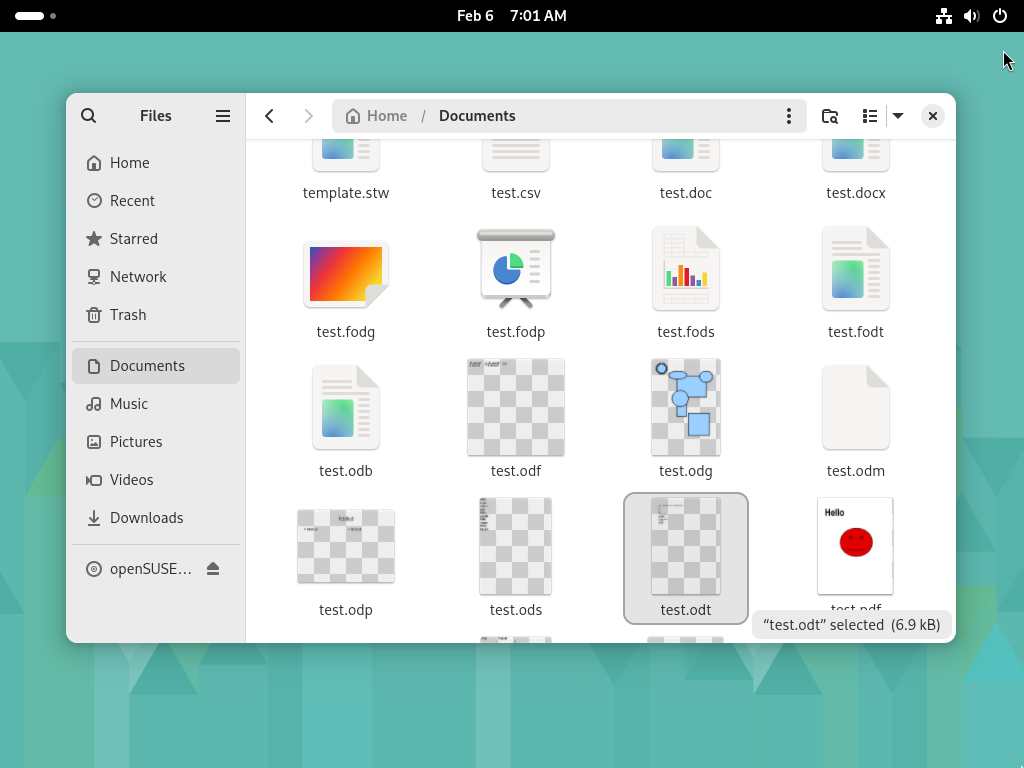 Feb 6 7:01 AM
Files
Home / Documents
Home
Recent
Starred
Network
Trash
Documents
Music
Pictures
Videos
Downloads
openSUSE…
template.stw test.csv test.doc test.docx
test.fodg test.fodp test.fods test.fodt
test.odb test.odf test.odg test.odm
Hello
test.odp test.ods test.odt test.pdf
“test.odt” selected (6.9 kB)